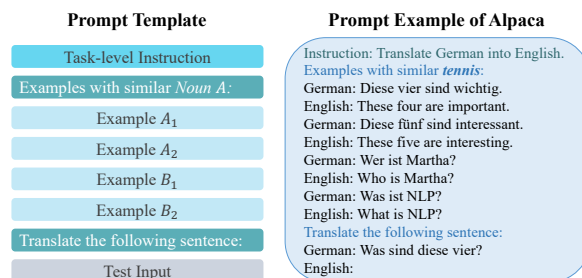 Prompt Template
Task-level Instruction
Examples with similar Noun A:
Example A₁
Example A₂
Example B₁
Example B₂
Translate the following sentence:
Test Input
Prompt Example of Alpaca
Instruction: Translate German into English.
Examples with similar tennis:
German: Diese vier sind wichtig.
English: These four are important.
German: Diese fünf sind interessant.
English: These five are interesting.
German: Wer ist Martha?
English: Who is Martha?
German: Was ist NLP?
English: What is NLP?
Translate the following sentence:
German: Was sind diese vier?
English: